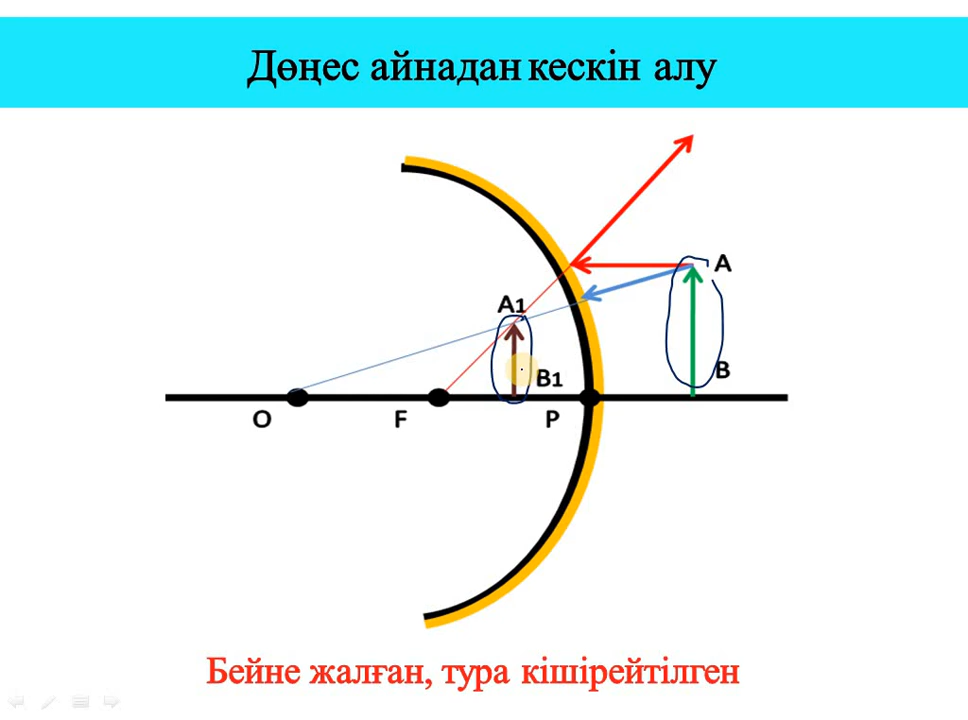 Дөңес айнадан кескін алу
A
A1
B
B1
O
F
P
Бейне жалған, тура кішірейтілген